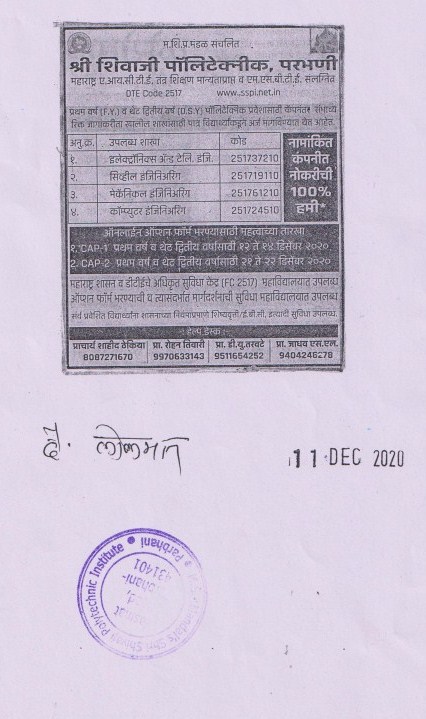 म.शि.प्र.मंडळ संचलित
श्री शिवाजी पॉलिटेक्नीक, परभणी
महाराष्ट्र ए.आय.सी.टी.ई. तंत्र शिक्षण मान्यताप्राप्त व एम.एस.बी.टी.ई. संलग्नित
DTE Code 2517 www.sspi.net.in
प्रथम वर्ष (F.Y.) व थेट द्वितीय वर्ष (D.S.Y) पॉलिटेक्निक प्रवेशासाठी
रिक्त जागांकरीता खालील शाखेसाठी पात्र विद्यार्थ्यांकडून अर्ज मागविण्यात येत आहेत.
अनु.क्र. उपलब्ध शाखा कोड
१. इलेक्ट्रॉनिक्स अँन्ड टेलि. इंजि. 251737210
२. सिव्हील इंजिनिअरिंग 251719110
३. मेकॅनिकल इंजिनिअरिंग 251761210
४. कॉम्प्युटर इंजिनिअरिंग 251724510
नामांकित
कंपनीत
नोकरीची
100%
हमी*
ऑनलाईन ऑप्शन फॉर्म भरण्यासाठी महत्वाच्या तारखा
१. CAP-1 प्रथम वर्ष व थेट द्वितीय वर्षासाठी १२ ते १४ डिसेंबर २०२०
2. CAP-2 प्रथम वर्ष व थेट द्वितीय वर्षासाठी २१ ते २२ डिसेंबर २०२०
महाराष्ट्र शासन व डीटीईचे अधिकृत सुविधा केंद्र (FC 2517) महाविद्यालयात उपलब्ध
ऑप्शन फॉर्म भरण्याची व त्यासंदर्भात मार्गदर्शनाची सुविधा महाविद्यालयात उपलब्ध
सर्व प्रवेशित विद्यार्थ्यांना शासनाच्या नियमाप्रमाणे शिष्यवृत्ती/ई.बी.सी. इत्यादी सुविधा उपलब्ध.
-: हेल्प डेस्क :-
प्राचार्य शाहीद ठेकिया प्रा. रोहन तिवारी प्रा. डी.यु.तरवटे प्रा. जाधव एस.एल.
8087271670 9970633143 9511654252 9404246278
दै. लोकमत
11 DEC 2020
Shri Shivaji Polytechnic Institute
Parbhani
431401